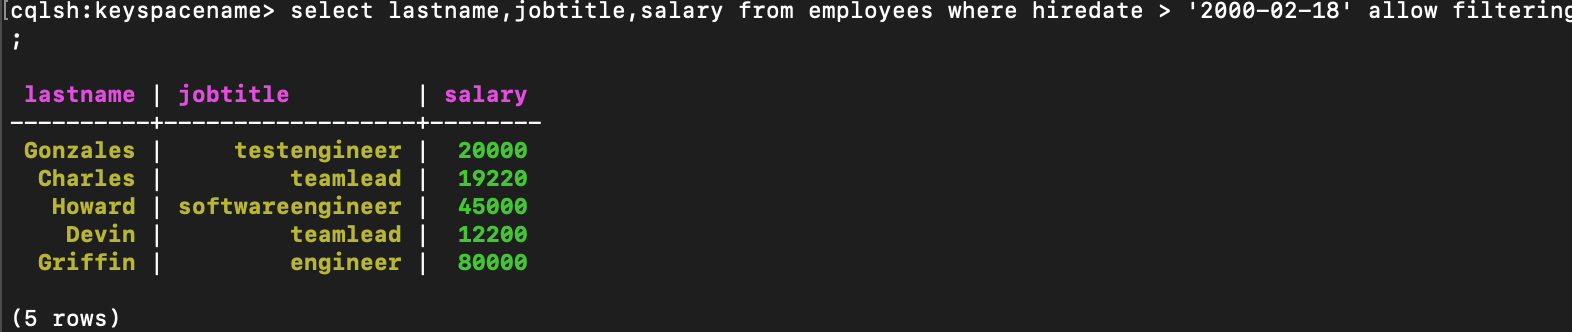 [cqlsh:keyspacename> select lastname,jobtitle,salary from employees where hiredate > '2000-02-18' allow filtering
;
lastname | jobtitle | salary
----------+------------------+--------
Gonzales | testengineer | 20000
Charles | teamlead | 19220
Howard | softwareengineer | 45000
Devin | teamlead | 12200
Griffin | engineer | 80000
(5 rows)